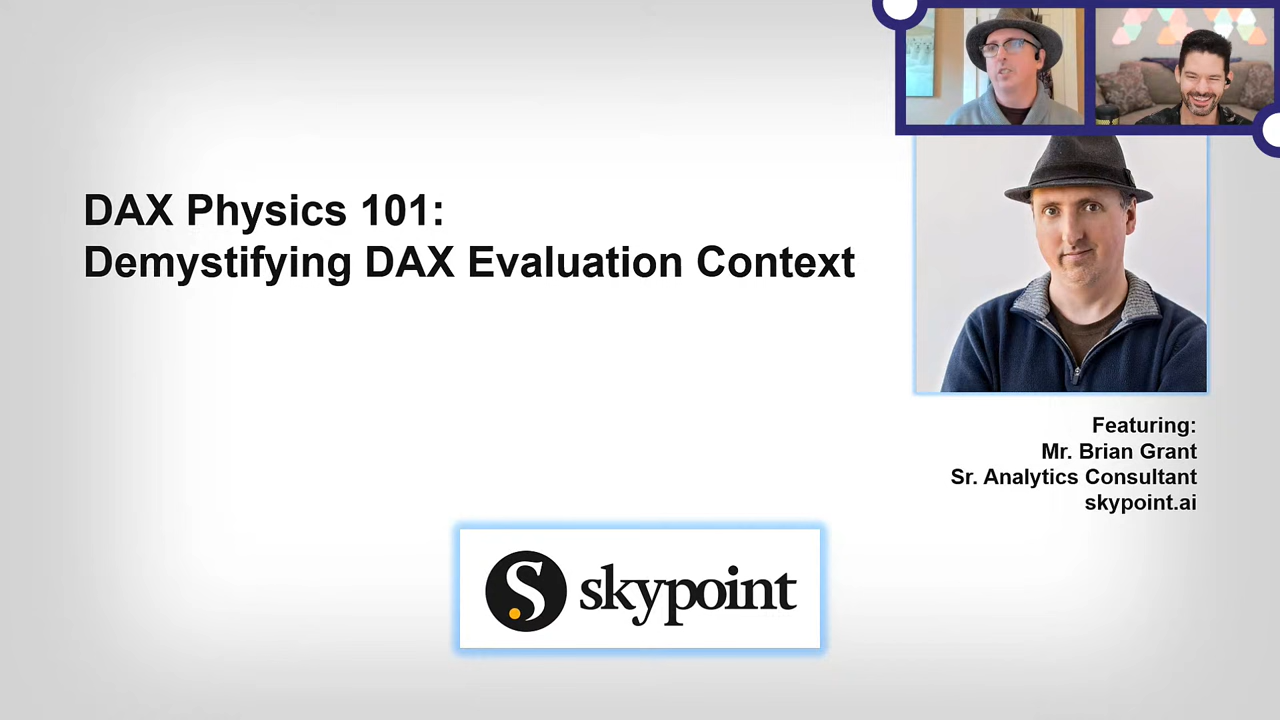 DAX Physics 101:
Demystifying DAX Evaluation Context
Featuring:
Mr. Brian Grant
Sr. Analytics Consultant
skypoint.ai
S skypoint